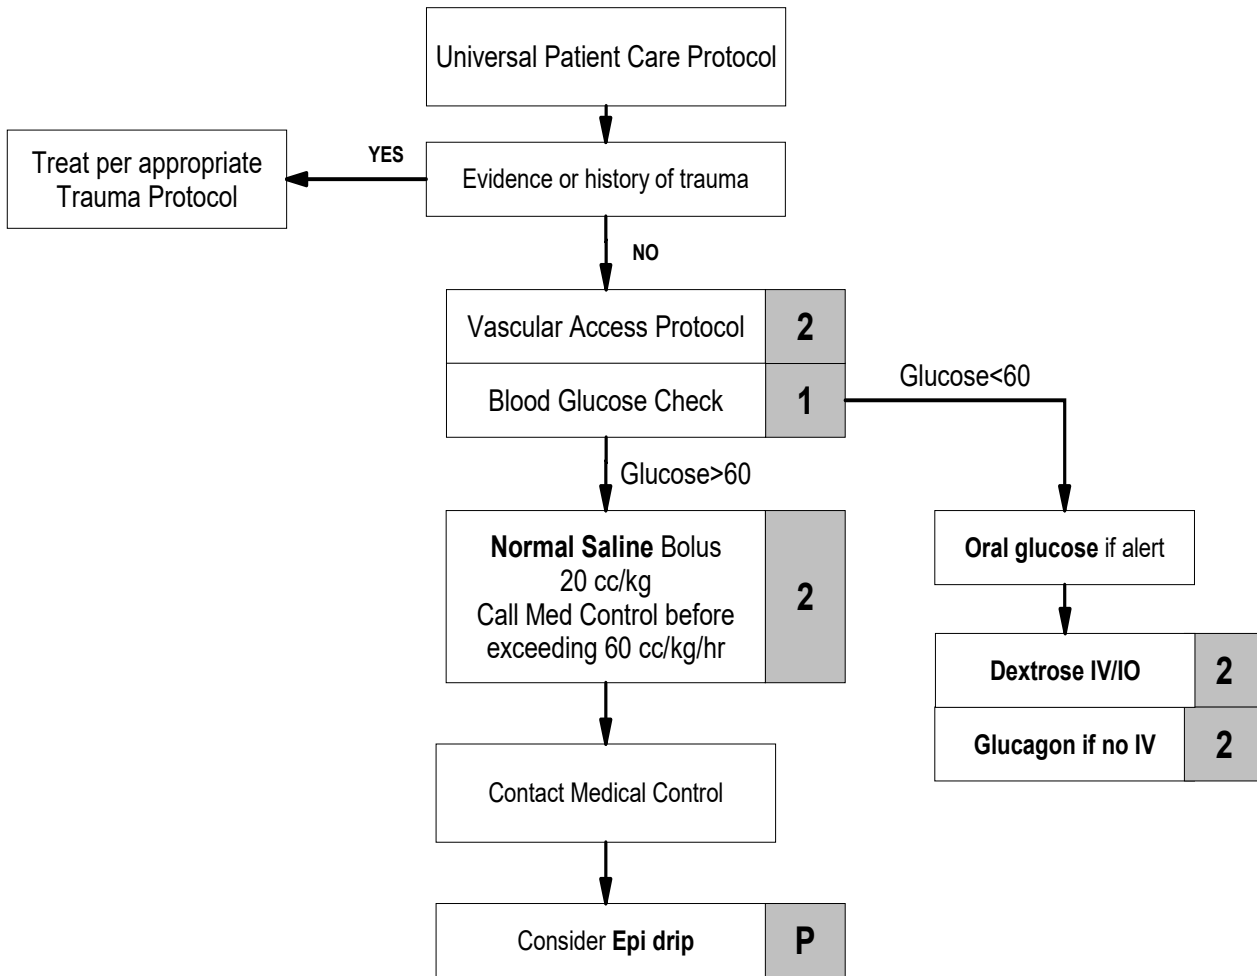 Universal Patient Care Protocol
YES
Treat per appropriate
Trauma Protocol
Evidence or history of trauma
NO
Vascular Access Protocol 2
Blood Glucose Check 1
Glucose<60
Glucose>60
Normal Saline Bolus
20 cc/kg
Call Med Control before
exceeding 60 cc/kg/hr
2
Oral glucose if alert
Dextrose IV/IO 2
Glucagon if no IV 2
Contact Medical Control
Consider Epi drip P